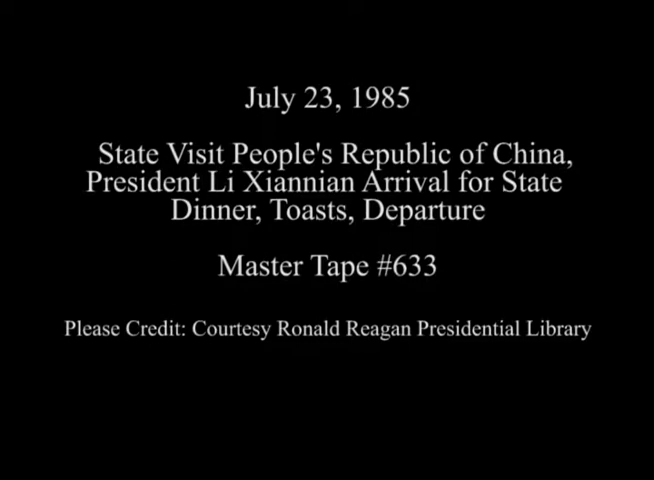 July 23, 1985
State Visit People's Republic of China,
President Li Xiannian Arrival for State
Dinner, Toasts, Departure
Master Tape #633
Please Credit: Courtesy Ronald Reagan Presidential Library